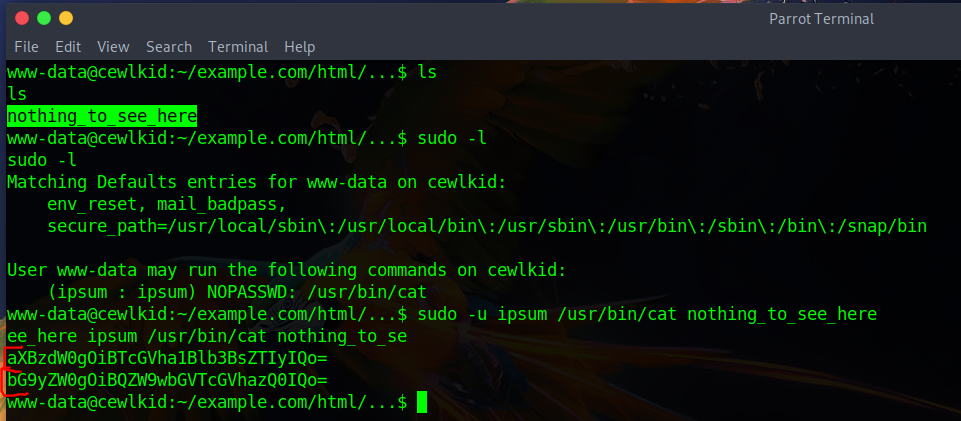 Parrot Terminal
File Edit View Search Terminal Help
www-data@cewlkid:~/example.com/html/...$ ls
ls
nothing_to_see_here
www-data@cewlkid:~/example.com/html/...$ sudo -l
sudo -l
Matching Defaults entries for www-data on cewlkid:
    env_reset, mail_badpass,
    secure_path=/usr/local/sbin\:/usr/local/bin\:/usr/sbin\:/usr/bin\:/sbin\:/bin\:/snap/bin
User www-data may run the following commands on cewlkid:
    (ipsum : ipsum) NOPASSWD: /usr/bin/cat
www-data@cewlkid:~/example.com/html/...$ sudo -u ipsum /usr/bin/cat nothing_to_see_here
ee_here ipsum /usr/bin/cat nothing_to_se
aXBzdW0gOiBTcGVha1Blb3BsZTIyIQo=
bG9yZW0gOiBQZW9wbGVTcGVhazQ0IQo=
www-data@cewlkid:~/example.com/html/...$